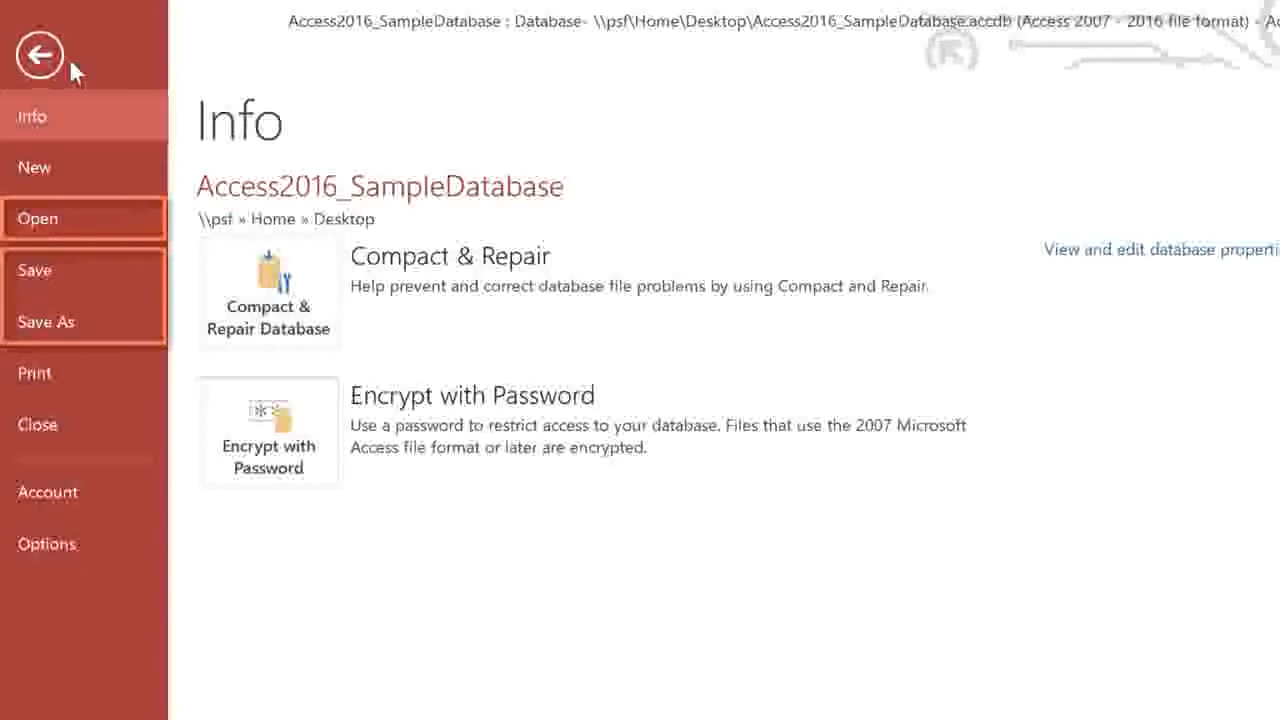 Access2016_SampleDatabase : Database- \\psf\Home\Desktop\Access2016_SampleDatabase.accdb (Access 2007 - 2016 file format) -
Info
New
Open
Save
Save As
Print
Close
Account
Options
Info
Access2016_SampleDatabase
\\psf » Home » Desktop
Compact &
Repair Database
Compact & Repair
Help prevent and correct database file problems by using Compact and Repair.
View and edit database properti
Encrypt with
Password
Encrypt with Password
Use a password to restrict access to your database. Files that use the 2007 Microsoft
Access file format or later are encrypted.